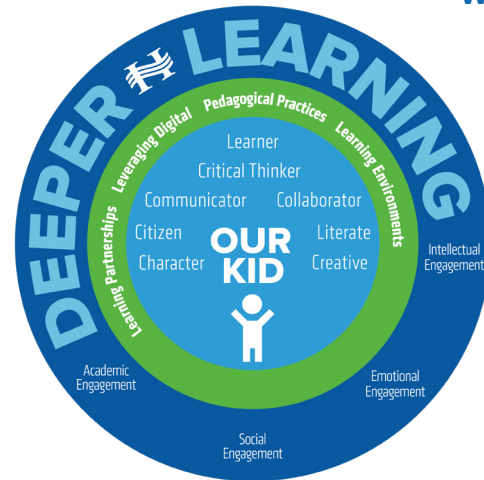 W
DEEPER H LEARNING
Learning Partnerships
Leveraging Digital
Pedagogical Practices
Learning Environments
Learner
Critical Thinker
Communicator
Collaborator
Citizen
Literate
Character
Creative
OUR
KID
Intellectual
Engagement
Academic
Engagement
Emotional
Engagement
Social
Engagement